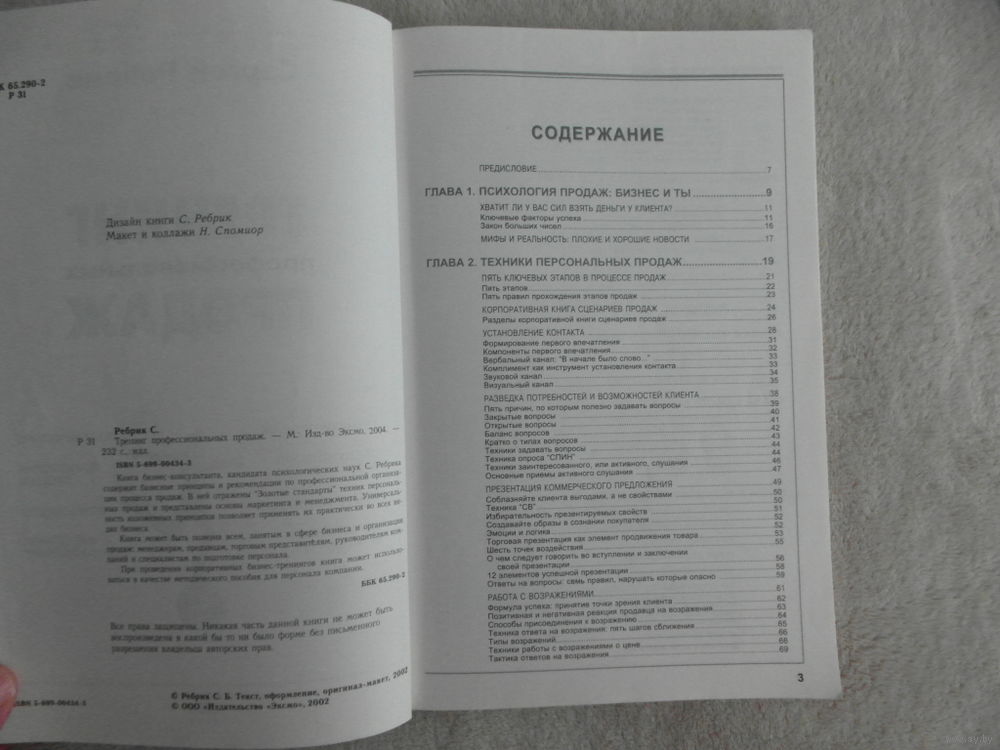 К 65.290-2
Р 31
Дизайн книги С. Ребрик
Макет и коллажи Н. Спомиор
Ребрик С.
Р 31 Тренинг профессиональных продаж. — М.: Изд-во Эксмо, 2004. —
232 с., илл.
ISBN 5-699-00434-3
Книга бизнес-консультанта, кандидата психологических наук С. Ребрика
содержит базисные принципы и рекомендации по профессиональной организа-
ции процесса продаж. В ней отражены "Золотые стандарты" техник персональ-
ных продаж и представлены основы маркетинга и менеджмента. Универсаль-
ность изложенных принципов позволяет применять их практически во всех ви-
дах бизнеса.
Книга может быть полезна всем, занятым в сфере бизнеса и организации
продаж: менеджерам, продавцам, торговым представителям, руководителям ком-
паний и специалистам по подготовке персонала.
При проведении корпоративных бизнес-тренингов книга может использо-
ваться в качестве методического пособия для персонала компании.
ББК 65.290-2
Все права защищены. Никакая часть данной книги не может быть
воспроизведена в какой бы то ни было форме без письменного
разрешения владельца авторских прав.
© Ребрик С. Б. Текст, оформление, оригинал-макет, 2002
ISBN 5-699-00434-3 © ООО «Издательство «Эксмо», 2002
СОДЕРЖАНИЕ
ПРЕДИСЛОВИЕ 7
ГЛАВА 1. ПСИХОЛОГИЯ ПРОДАЖ: БИЗНЕС И ТЫ 9
ХВАТИТ ЛИ У ВАС СИЛ ВЗЯТЬ ДЕНЬГИ У КЛИЕНТА? 11
Ключевые факторы успеха 11
Закон больших чисел 16
МИФЫ И РЕАЛЬНОСТЬ: ПЛОХИЕ И ХОРОШИЕ НОВОСТИ 17
ГЛАВА 2. ТЕХНИКИ ПЕРСОНАЛЬНЫХ ПРОДАЖ 19
ПЯТЬ КЛЮЧЕВЫХ ЭТАПОВ В ПРОЦЕССЕ ПРОДАЖ 21
Пять этапов 22
Пять правил прохождения этапов продаж 23
КОРПОРАТИВНАЯ КНИГА СЦЕНАРИЕВ ПРОДАЖ 24
Разделы корпоративной книги сценариев продаж 26
УСТАНОВЛЕНИЕ КОНТАКТА 28
Формирование первого впечатления 31
Компоненты первого впечатления 32
Вербальный канал: "В начале было слово..." 33
Комплимент как инструмент установления контакта 33
Звуковой канал 34
Визуальный канал 35
РАЗВЕДКА ПОТРЕБНОСТЕЙ И ВОЗМОЖНОСТЕЙ КЛИЕНТА 38
Пять причин, по которым полезно задавать вопросы 39
Закрытые вопросы 40
Открытые вопросы 41
Баланс вопросов 42
Кратко о типах вопросов 43
Техники задавать вопросы 44
Техника опроса "СПИН" 44
Техники заинтересованного, или активного, слушания 46
Основные приемы активного слушания 47
ПРЕЗЕНТАЦИЯ КОММЕРЧЕСКОГО ПРЕДЛОЖЕНИЯ 49
Соблазняйте клиента выгодами, а не свойствами 50
Техника "СВ" 50
Избирательность презентируемых свойств 51
Создавайте образы в сознании покупателя 52
Эмоции и логика 52
Торговая презентация как элемент продвижения товара 53
Шесть точек воздействия 55
О чем следует говорить во вступлении и заключении
своей презентации 56
12 элементов успешной презентации 58
Ответы на вопросы: семь правил, нарушать которые опасно 59
РАБОТА С ВОЗРАЖЕНИЯМИ 61
Формула успеха: принятие точки зрения клиента 62
Позитивная и негативная реакция продавца на возражения 63
Способы присоединения к возражению 64
Техника ответа на возражения: пять шагов сближения 65
Типы возражений 66
Техники работы с возражениями о цене 68
Тактика ответов на возражения 69
3